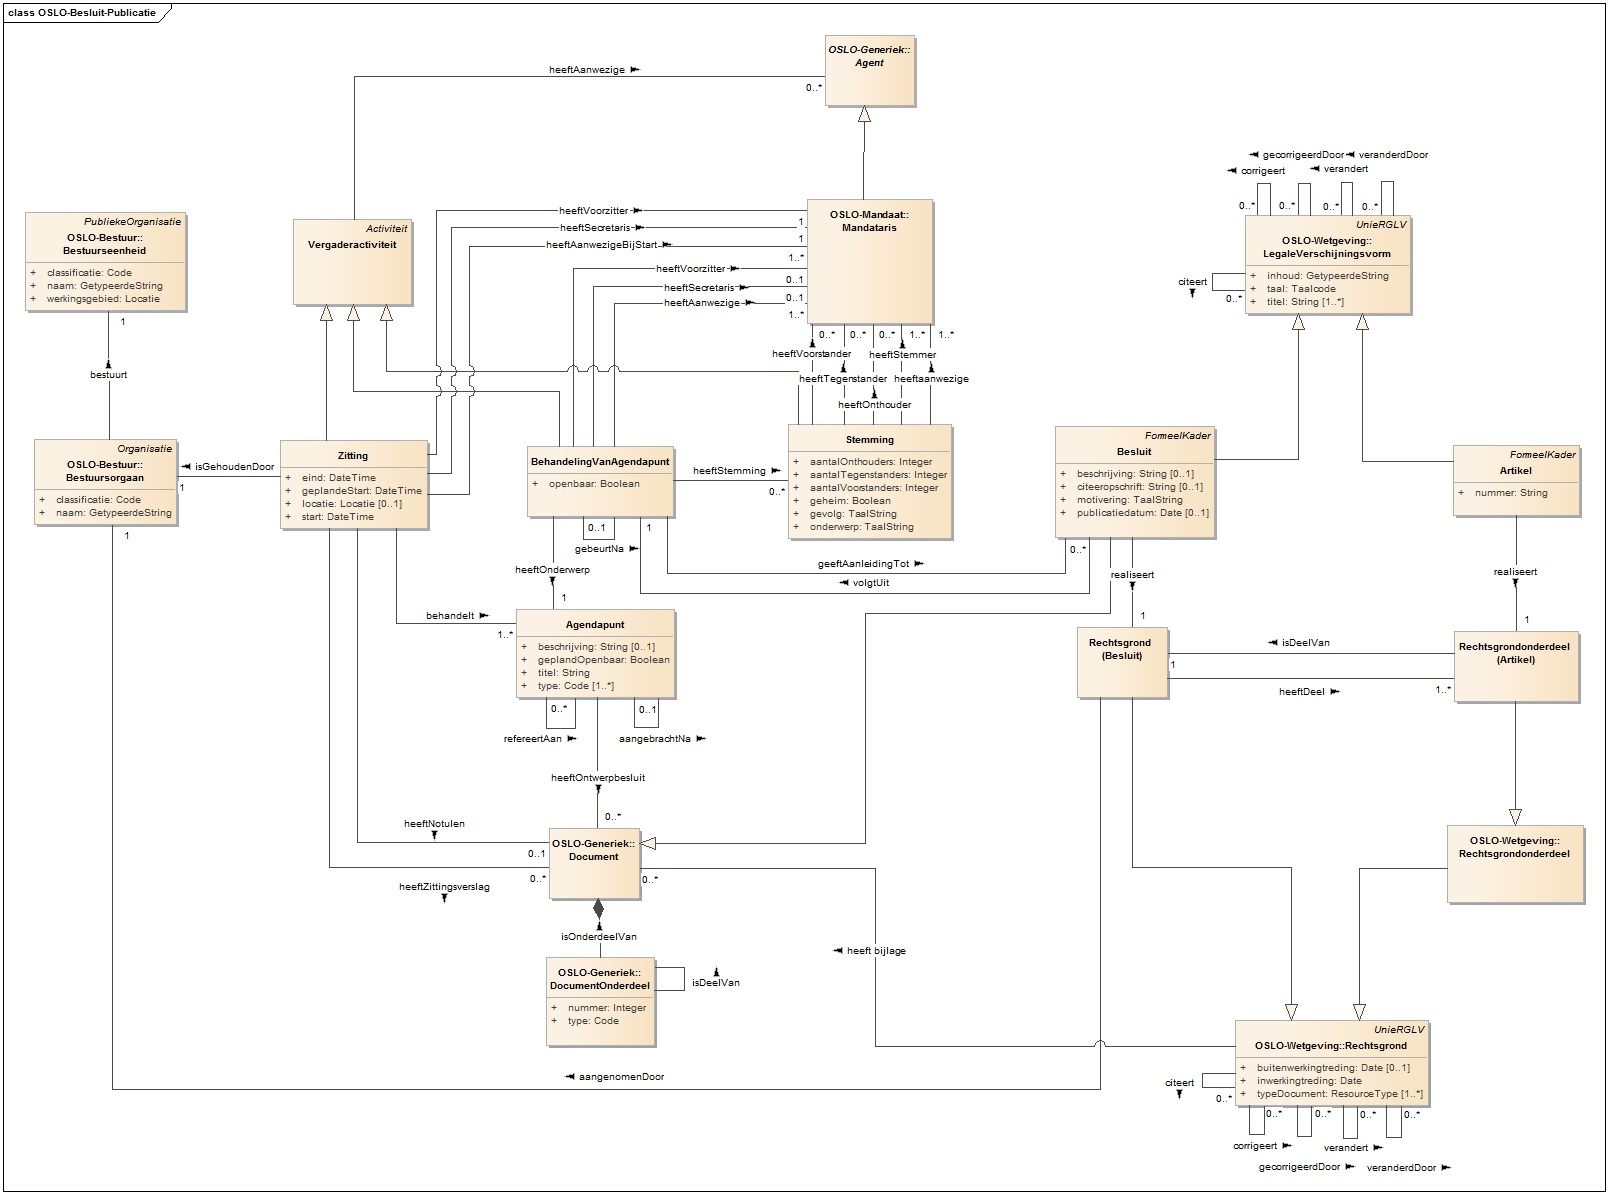 class OSLO-Besluit-Publicatie
OSLO-Generiek::
Agent
heeftAanwezige
0..*
gecorrigeerdDoor
veranderdDoor
corrigeert
verandert
0..*
0..*
0..*
0..*
UnieRGLV
OSLO-Wetgeving::
LegaleVerschijningsvorm
+ inhoud: GetypeerdeString
+ taal: Taalcode
+ titel: String [1..*]
citeert
0..*
PubliekeOrganisatie
OSLO-Bestuur::
Bestuurseenheid
+ classificatie: Code
+ naam: GetypeerdeString
+ werkingsgebied: Locatie
1
bestuurt
Activiteit
Vergaderactiviteit
heeftVoorzitter
1
heeftSecretaris
1
heeftAanwezigeBijStart
1..*
heeftVoorzitter
0..1
heeftSecretaris
0..1
heeftAanwezige
1..*
OSLO-Mandaat::
Mandataris
0..*
0..*
0..*
1..*
1..*
heeftVoorstander
heeftStemmer
heeftTegenstander
heeftaanwezige
heeftOnthouder
Organisatie
OSLO-Bestuur::
Bestuursorgaan
+ classificatie: Code
+ naam: GetypeerdeString
isGehoudenDoor
1
1
Zitting
+ eind: DateTime
+ geplandeStart: DateTime
+ locatie: Locatie [0..1]
+ start: DateTime
BehandelingVanAgendapunt
+ openbaar: Boolean
heeftStemming
0..*
0..1
gebeurtNa
1
Stemming
+ aantalOnthouders: Integer
+ aantalTegenstanders: Integer
+ aantalVoorstanders: Integer
+ geheim: Boolean
+ gevolg: TaalString
+ onderwerp: TaalString
FormeelKader
Besluit
+ beschrijving: String [0..1]
+ citeeropschrift: String [0..1]
+ motivering: TaalString
+ publicatiedatum: Date [0..1]
0..*
FormeelKader
Artikel
+ nummer: String
geeftAanleidingTot
volgtUit
heeftOnderwerp
1
realiseert
1
realiseert
1
behandelt
1..*
Agendapunt
+ beschrijving: String [0..1]
+ geplandOpenbaar: Boolean
+ titel: String
+ type: Code [1..*]
0..*
refereertAan
0..1
aangebrachtNa
Rechtsgrond
(Besluit)
isDeelVan
1
heeftDeel
1..*
Rechtsgrondonderdeel
(Artikel)
heeftOntwerpbesluit
0..*
heeftNotulen
0..1
heeftZittingsverslag
0..*
OSLO-Generiek::
Document
0..*
OSLO-Wetgeving::
Rechtsgrondonderdeel
isOnderdeelVan
heeft bijlage
OSLO-Generiek::
DocumentOnderdeel
+ nummer: Integer
+ type: Code
isDeelVan
aangenomenDoor
UnieRGLV
OSLO-Wetgeving::Rechtsgrond
+ buitenwerkingtreding: Date [0..1]
+ inwerkingtreding: Date
+ typeDocument: ResourceType [1..*]
citeert
0..*
0..*
0..*
0..*
0..*
corrigeert
verandert
gecorrigeerdDoor
veranderdDoor